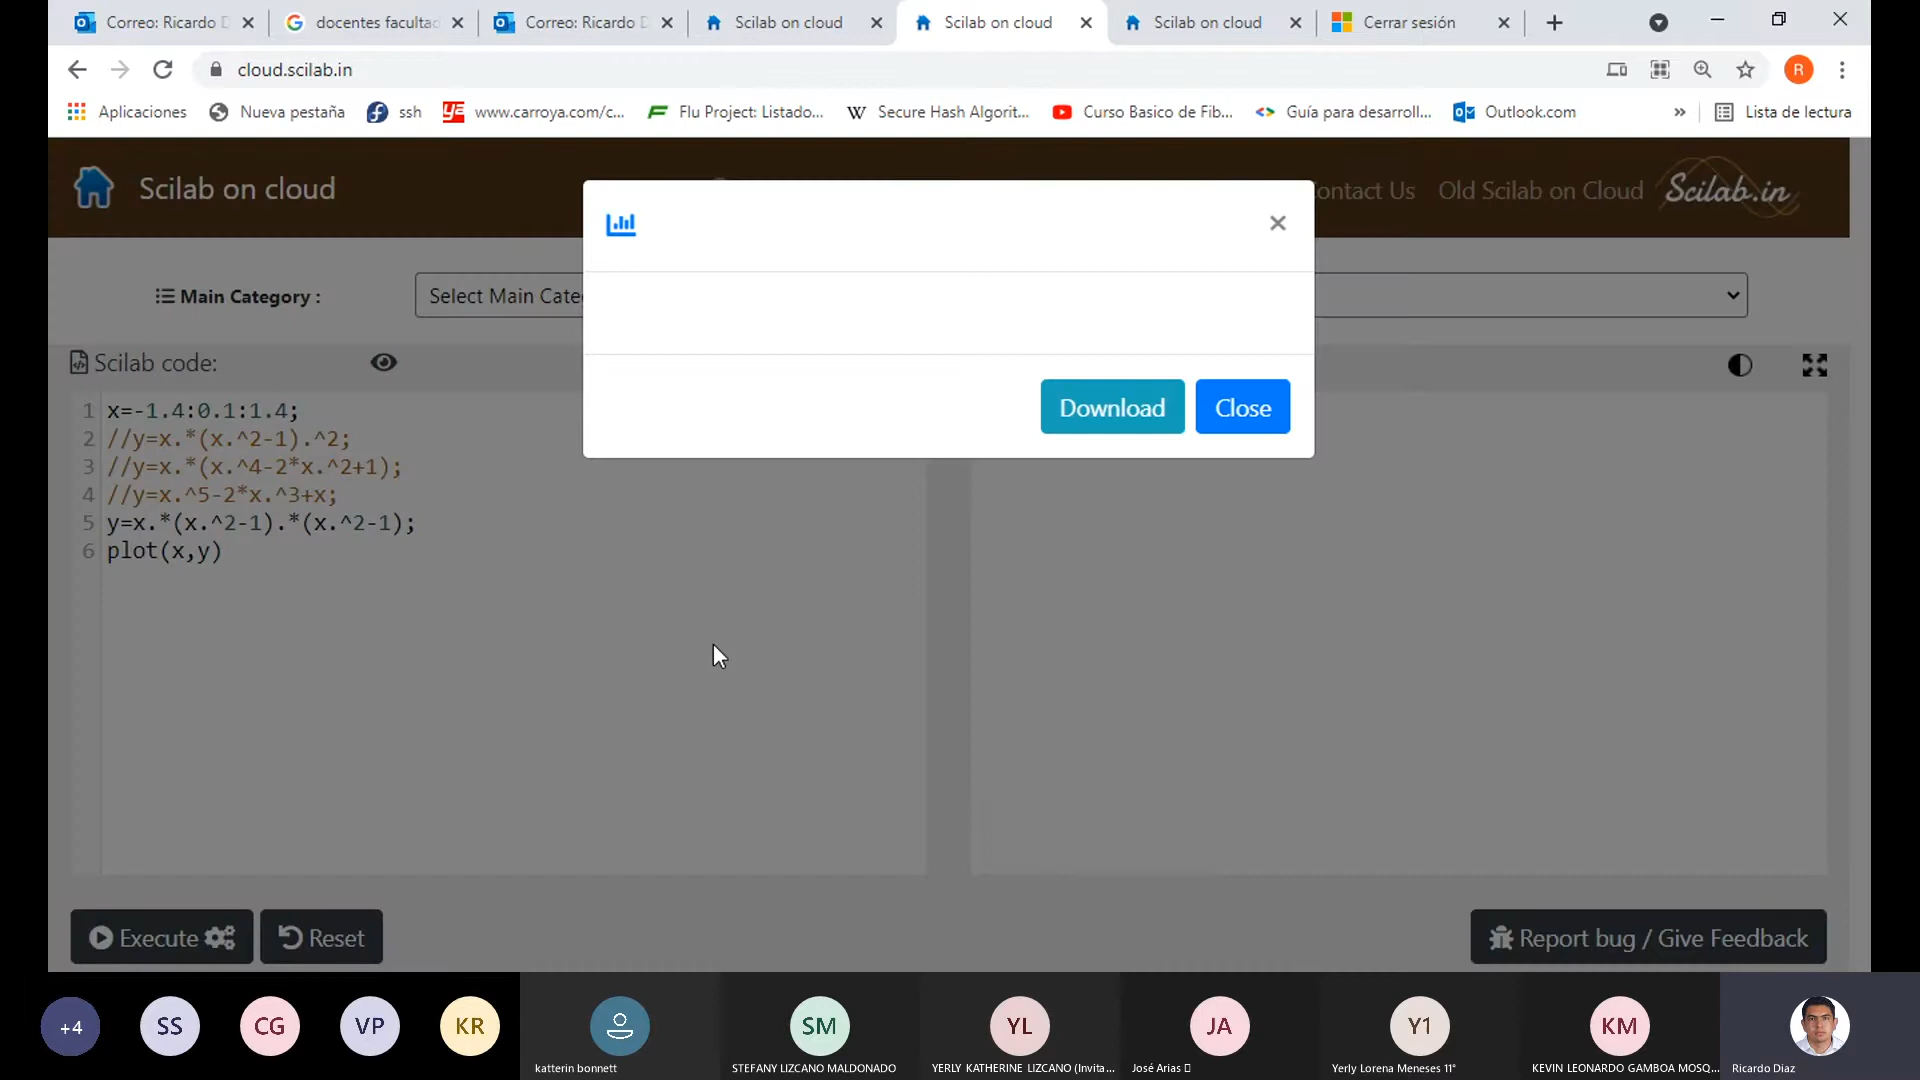 Correo: Ricardo D
docentes facultad
Correo: Ricardo D
Scilab on cloud
Scilab on cloud
Scilab on cloud
Cerrar sesión
cloud.scilab.in
R
Aplicaciones
Nueva pestaña
ssh
www.carroya.com/c...
Flu Project: Listado...
Secure Hash Algorit...
Curso Basico de Fib...
Guía para desarroll...
Outlook.com
»
Lista de lectura
Scilab on cloud
ontact Us
Old Scilab on Cloud
Scilab.in
Main Category :
Select Main Cate
Download
Close
Scilab code:
1 x=-1.4:0.1:1.4;
2 //y=x.*(x.^2-1).^2;
3 //y=x.*(x.^4-2*x.^2+1);
4 //y=x.^5-2*x.^3+x;
5 y=x.*(x.^2-1).*(x.^2-1);
6 plot(x,y)
Execute
Reset
Report bug / Give Feedback
+4
SS
CG
VP
KR
SM
YL
JA
Y1
KM
katterin bonnett
STEFANY LIZCANO MALDONADO
YERLY KATHERINE LIZCANO (Invita...
José Arias
Yerly Lorena Meneses 11°
KEVIN LEONARDO GAMBOA MOSQ...
Ricardo Diaz